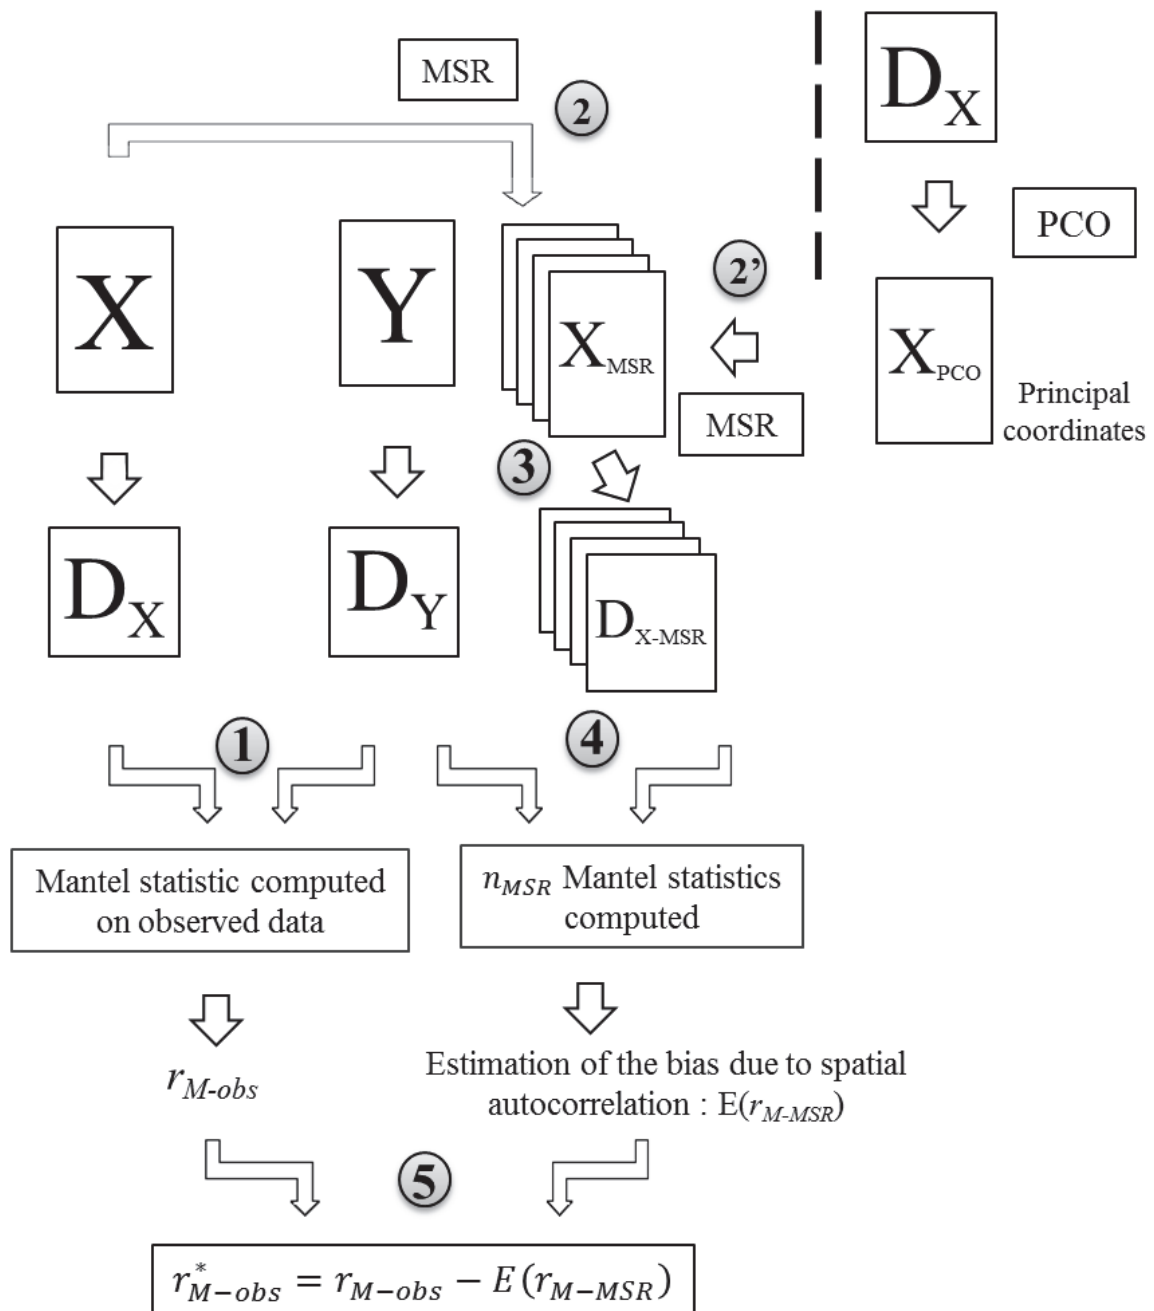 MSR
2
D_X
PCO
X
Y
X_MSR
2’
MSR
X_PCO
Principal
coordinates
3
D_X
D_Y
D_X-MSR
1
4
Mantel statistic computed
on observed data
n_MSR Mantel statistics
computed
r_M-obs
Estimation of the bias due to spatial
autocorrelation : E(r_M-MSR)
5
r*_M−obs = r_M−obs − E(r_M−MSR)